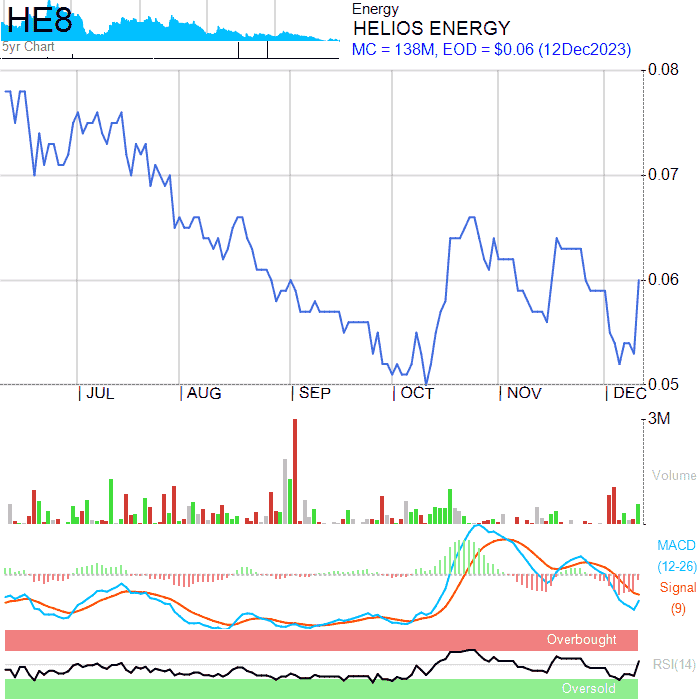 HE8
5yr Chart
Energy
HELIOS ENERGY
MC = 138M, EOD = $0.06 (12Dec2023)
0.08
0.07
0.06
0.05
JUL AUG SEP OCT NOV DEC
3M
Volume
MACD
(12-26)
Signal
(9)
Overbought
RSI(14)
Oversold